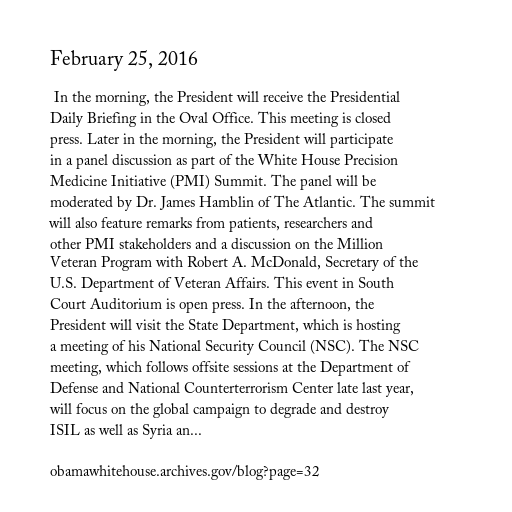 February 25, 2016
In the morning, the President will receive the Presidential
Daily Briefing in the Oval Office. This meeting is closed
press. Later in the morning, the President will participate
in a panel discussion as part of the White House Precision
Medicine Initiative (PMI) Summit. The panel will be
moderated by Dr. James Hamblin of The Atlantic. The summit
will also feature remarks from patients, researchers and
other PMI stakeholders and a discussion on the Million
Veteran Program with Robert A. McDonald, Secretary of the
U.S. Department of Veteran Affairs. This event in South
Court Auditorium is open press. In the afternoon, the
President will visit the State Department, which is hosting
a meeting of his National Security Council (NSC). The NSC
meeting, which follows offsite sessions at the Department of
Defense and National Counterterrorism Center late last year,
will focus on the global campaign to degrade and destroy
ISIL as well as Syria an...
obamawhitehouse.archives.gov/blog?page=32